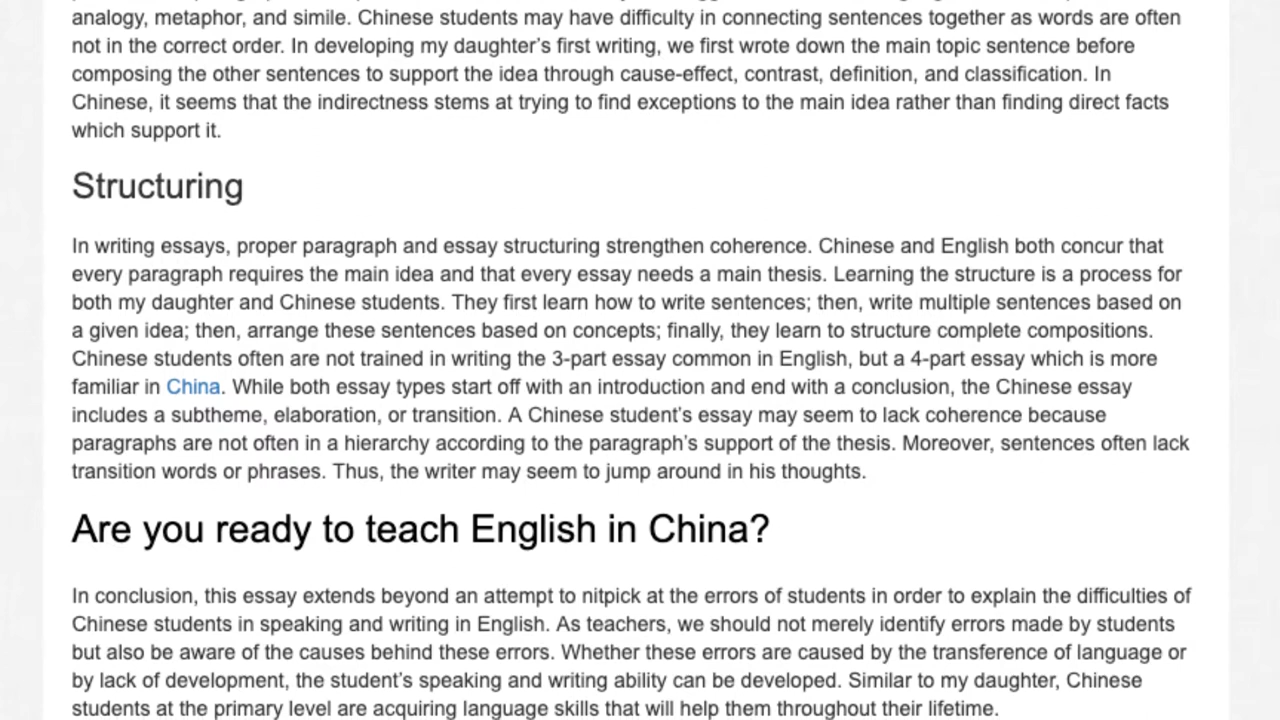 analogy, metaphor, and simile. Chinese students may have difficulty in connecting sentences together as words are often
not in the correct order. In developing my daughter's first writing, we first wrote down the main topic sentence before
composing the other sentences to support the idea through cause-effect, contrast, definition, and classification. In
Chinese, it seems that the indirectness stems at trying to find exceptions to the main idea rather than finding direct facts
which support it.
Structuring
In writing essays, proper paragraph and essay structuring strengthen coherence. Chinese and English both concur that
every paragraph requires the main idea and that every essay needs a main thesis. Learning the structure is a process for
both my daughter and Chinese students. They first learn how to write sentences; then, write multiple sentences based on
a given idea; then, arrange these sentences based on concepts; finally, they learn to structure complete compositions.
Chinese students often are not trained in writing the 3-part essay common in English, but a 4-part essay which is more
familiar in China. While both essay types start off with an introduction and end with a conclusion, the Chinese essay
includes a subtheme, elaboration, or transition. A Chinese student's essay may seem to lack coherence because
paragraphs are not often in a hierarchy according to the paragraph's support of the thesis. Moreover, sentences often lack
transition words or phrases. Thus, the writer may seem to jump around in his thoughts.
Are you ready to teach English in China?
In conclusion, this essay extends beyond an attempt to nitpick at the errors of students in order to explain the difficulties of
Chinese students in speaking and writing in English. As teachers, we should not merely identify errors made by students
but also be aware of the causes behind these errors. Whether these errors are caused by the transference of language or
by lack of development, the student's speaking and writing ability can be developed. Similar to my daughter, Chinese
students at the primary level are acquiring language skills that will help them throughout their lifetime.